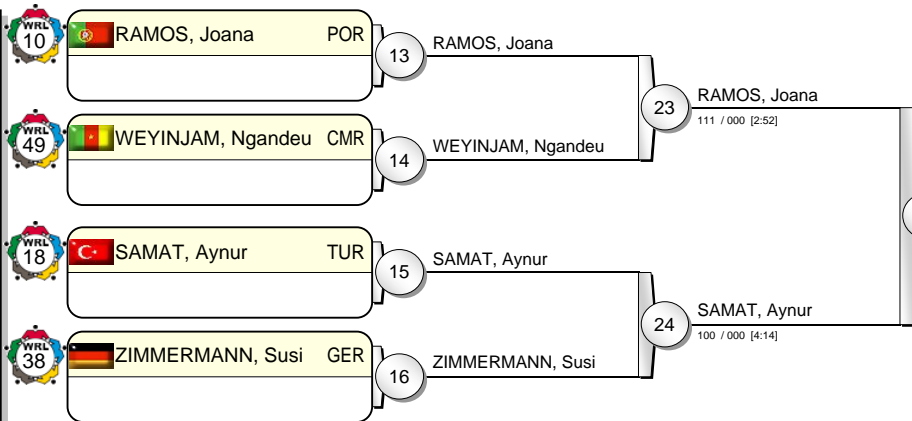 WRL
10
RAMOS, Joana POR
13
RAMOS, Joana
23
RAMOS, Joana
111 / 000 [2:52]
WRL
49
WEYINJAM, Ngandeu CMR
14
WEYINJAM, Ngandeu
WRL
18
SAMAT, Aynur TUR
15
SAMAT, Aynur
24
SAMAT, Aynur
100 / 000 [4:14]
WRL
38
ZIMMERMANN, Susi GER
16
ZIMMERMANN, Susi